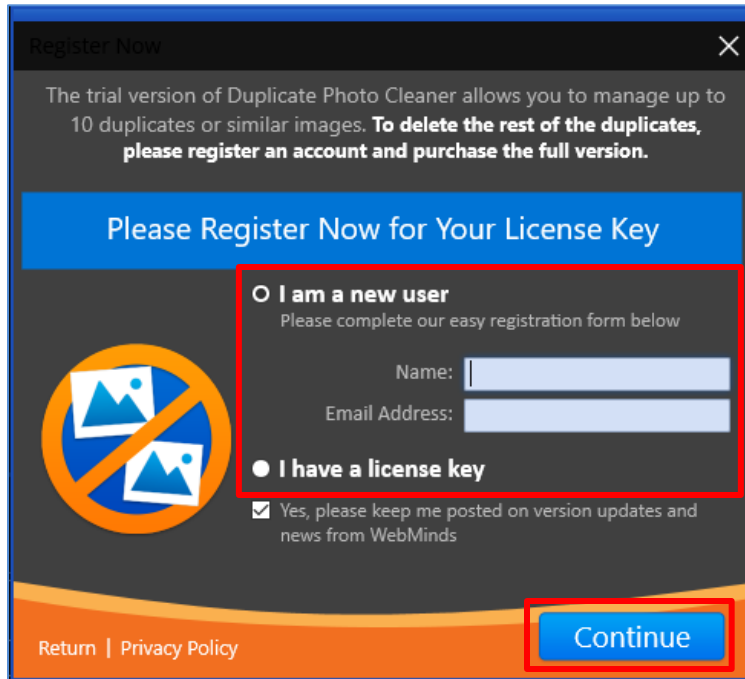 Register Now
The trial version of Duplicate Photo Cleaner allows you to manage up to
10 duplicates or similar images. To delete the rest of the duplicates,
please register an account and purchase the full version.
Please Register Now for Your License Key
I am a new user
Please complete our easy registration form below
Name:
Email Address:
I have a license key
Yes, please keep me posted on version updates and
news from WebMinds
Return | Privacy Policy
Continue